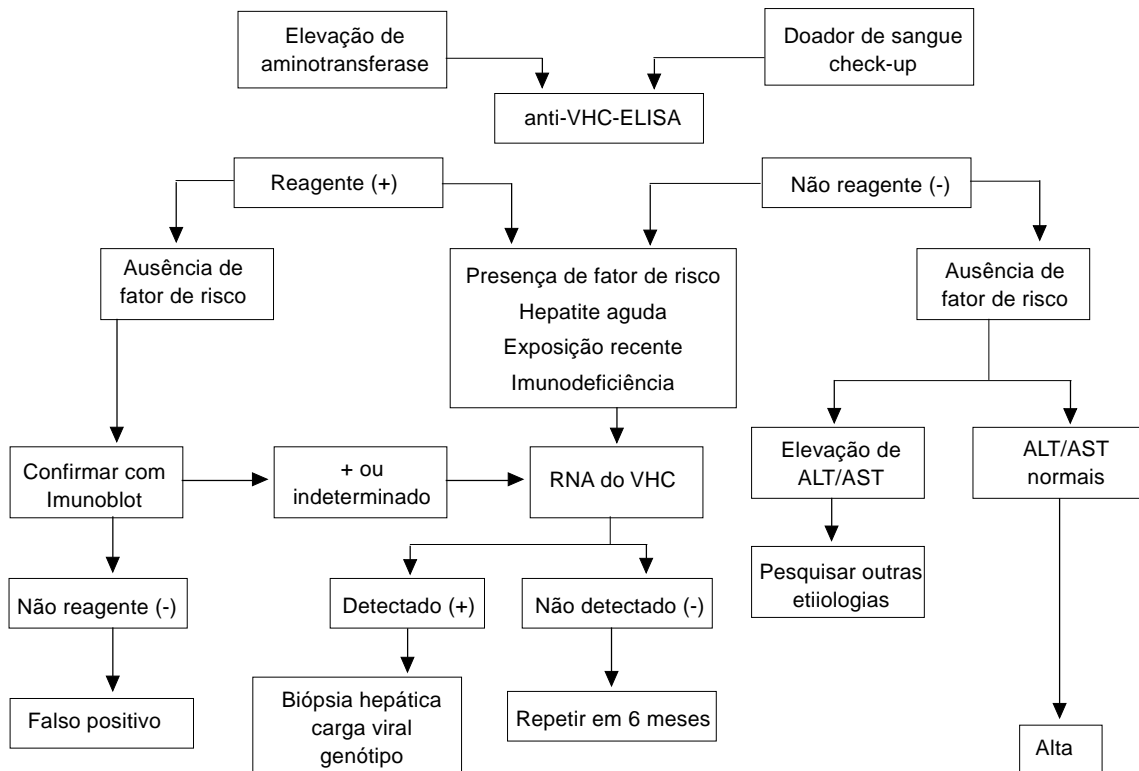 Elevação de
aminotransferase
Doador de sangue
check-up
anti-VHC-ELISA
Reagente (+)
Não reagente (-)
Ausência de
fator de risco
Presença de fator de risco
Hepatite aguda
Exposição recente
Imunodeficiência
Ausência de
fator de risco
Confirmar com
Imunoblot
+ ou
indeterminado
RNA do VHC
Elevação de
ALT/AST
ALT/AST
normais
Não reagente (-)
Detectado (+)
Não detectado (-)
Pesquisar outras
etiiologias
Falso positivo
Biópsia hepática
carga viral
genótipo
Repetir em 6 meses
Alta